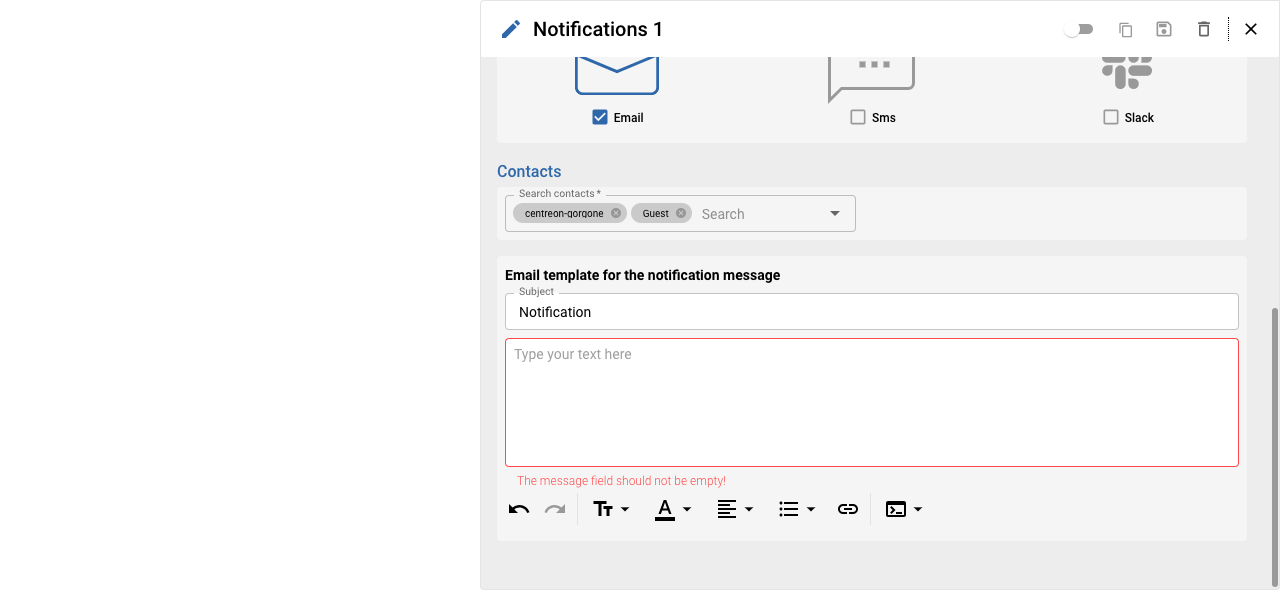 Notifications 1
Email
Sms
Slack
Contacts
Search contacts *
centreon-gorgone
Guest
Search
Email template for the notification message
Subject
Notification
Type your text here
The message field should not be empty!